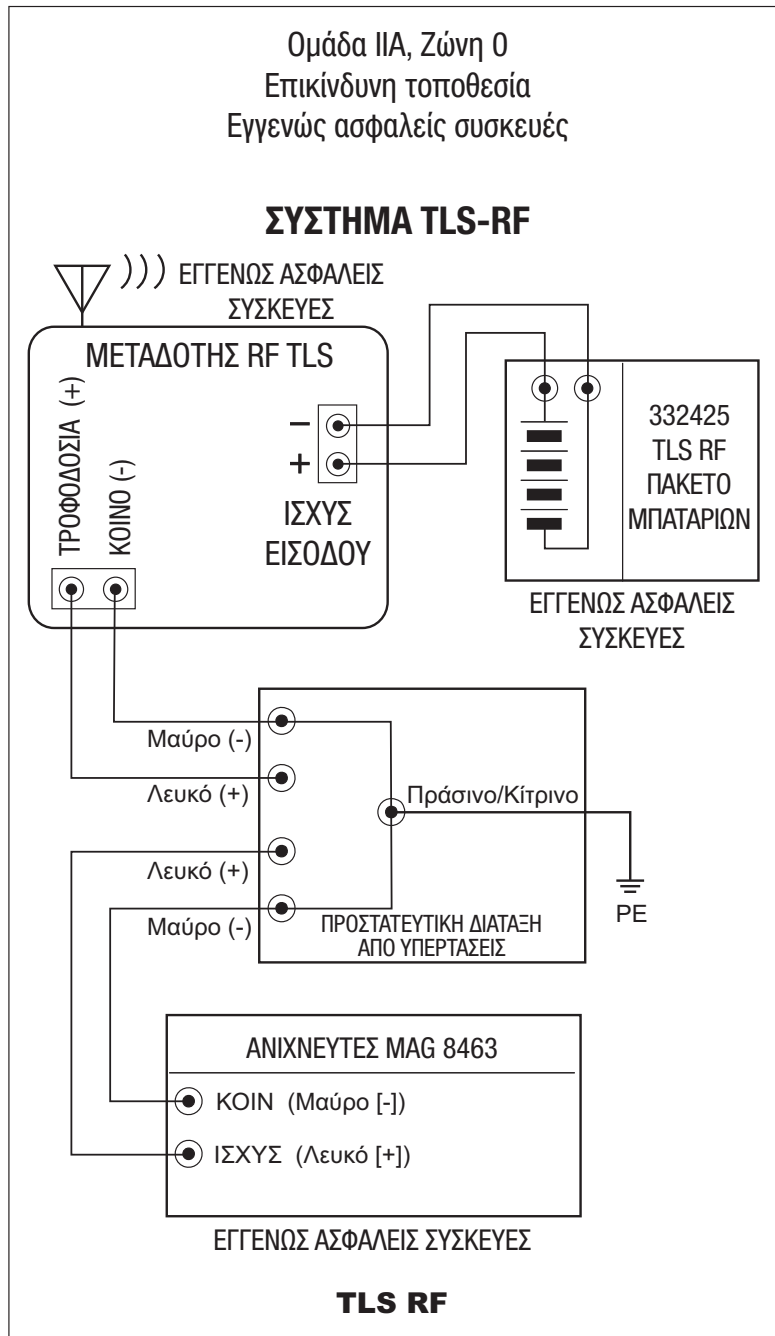 Ομάδα IIA, Ζώνη 0
Επικίνδυνη τοποθεσία
Εγγενώς ασφαλείς συσκευές
ΣΥΣΤΗΜΑ TLS-RF
ΕΓΓΕΝΩΣ ΑΣΦΑΛΕΙΣ
ΣΥΣΚΕΥΕΣ
ΜΕΤΑΔΟΤΗΣ RF TLS
ΤΡΟΦΟΔΟΣΙΑ (+)
ΚΟΙΝΟ (-)
−
+
ΙΣΧΥΣ
ΕΙΣΟΔΟΥ
332425
TLS RF
ΠΑΚΕΤΟ
ΜΠΑΤΑΡΙΩΝ
ΕΓΓΕΝΩΣ ΑΣΦΑΛΕΙΣ
ΣΥΣΚΕΥΕΣ
Μαύρο (-)
Λευκό (+)
Πράσινο/Κίτρινο
Λευκό (+)
Μαύρο (-)
PE
ΠΡΟΣΤΑΤΕΥΤΙΚΗ ΔΙΑΤΑΞΗ
ΑΠΟ ΥΠΕΡΤΑΣΕΙΣ
ΑΝΙΧΝΕΥΤΕΣ MAG 8463
ΚΟΙΝ (Μαύρο [-])
ΙΣΧΥΣ (Λευκό [+])
ΕΓΓΕΝΩΣ ΑΣΦΑΛΕΙΣ ΣΥΣΚΕΥΕΣ
TLS RF